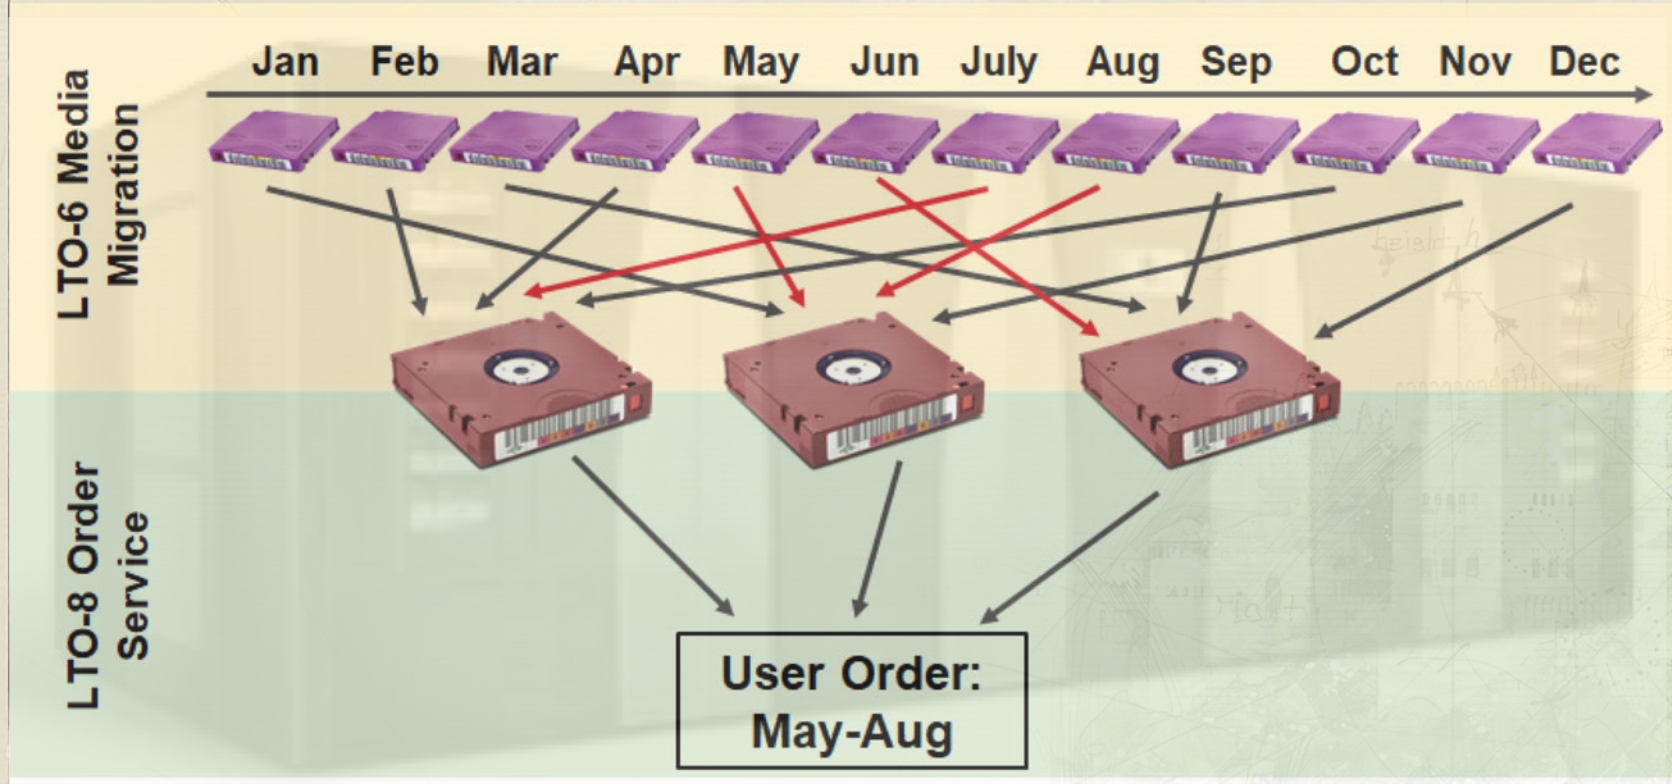 Jan Feb Mar Apr May Jun July Aug Sep Oct Nov Dec
LTO-6 Media
Migration
LTO-8 Order
Service
User Order:
May-Aug